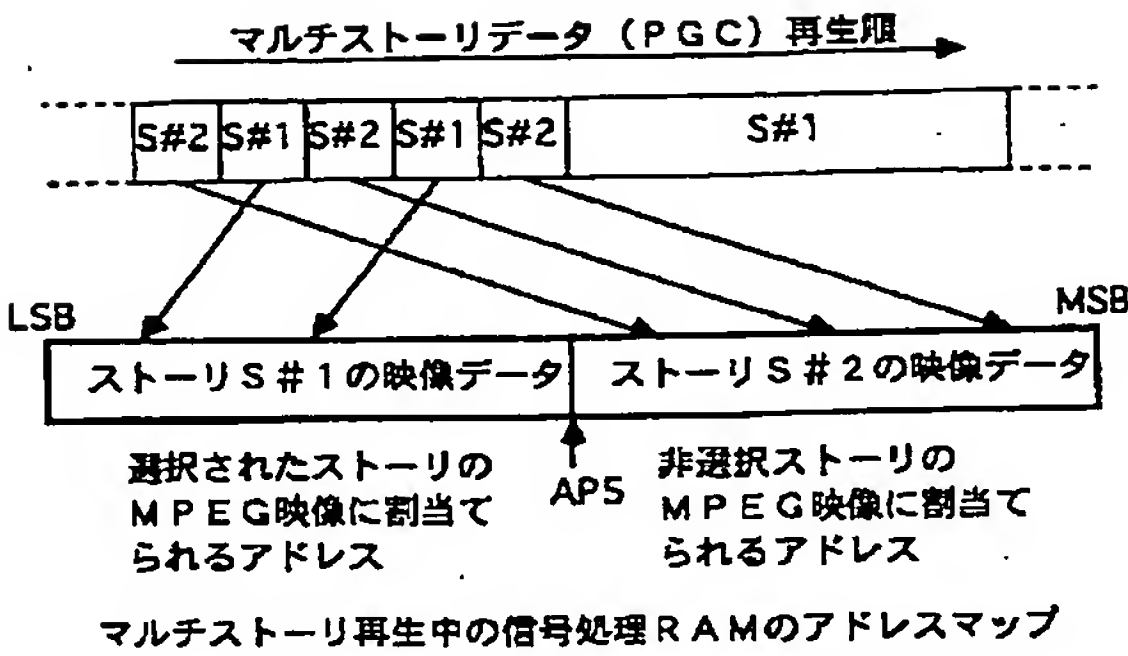 マルチストーリデータ（ＰＧＣ）再生順
S#2 S#1 S#2 S#1 S#2 S#1
LSB MSB
ストーリＳ＃１の映像データ ストーリＳ＃２の映像データ
選択されたストーリの
ＭＰＥＧ映像に割当て
られるアドレス
AP5
非選択ストーリの
ＭＰＥＧ映像に割当て
られるアドレス
マルチストーリ再生中の信号処理ＲＡＭのアドレスマップ